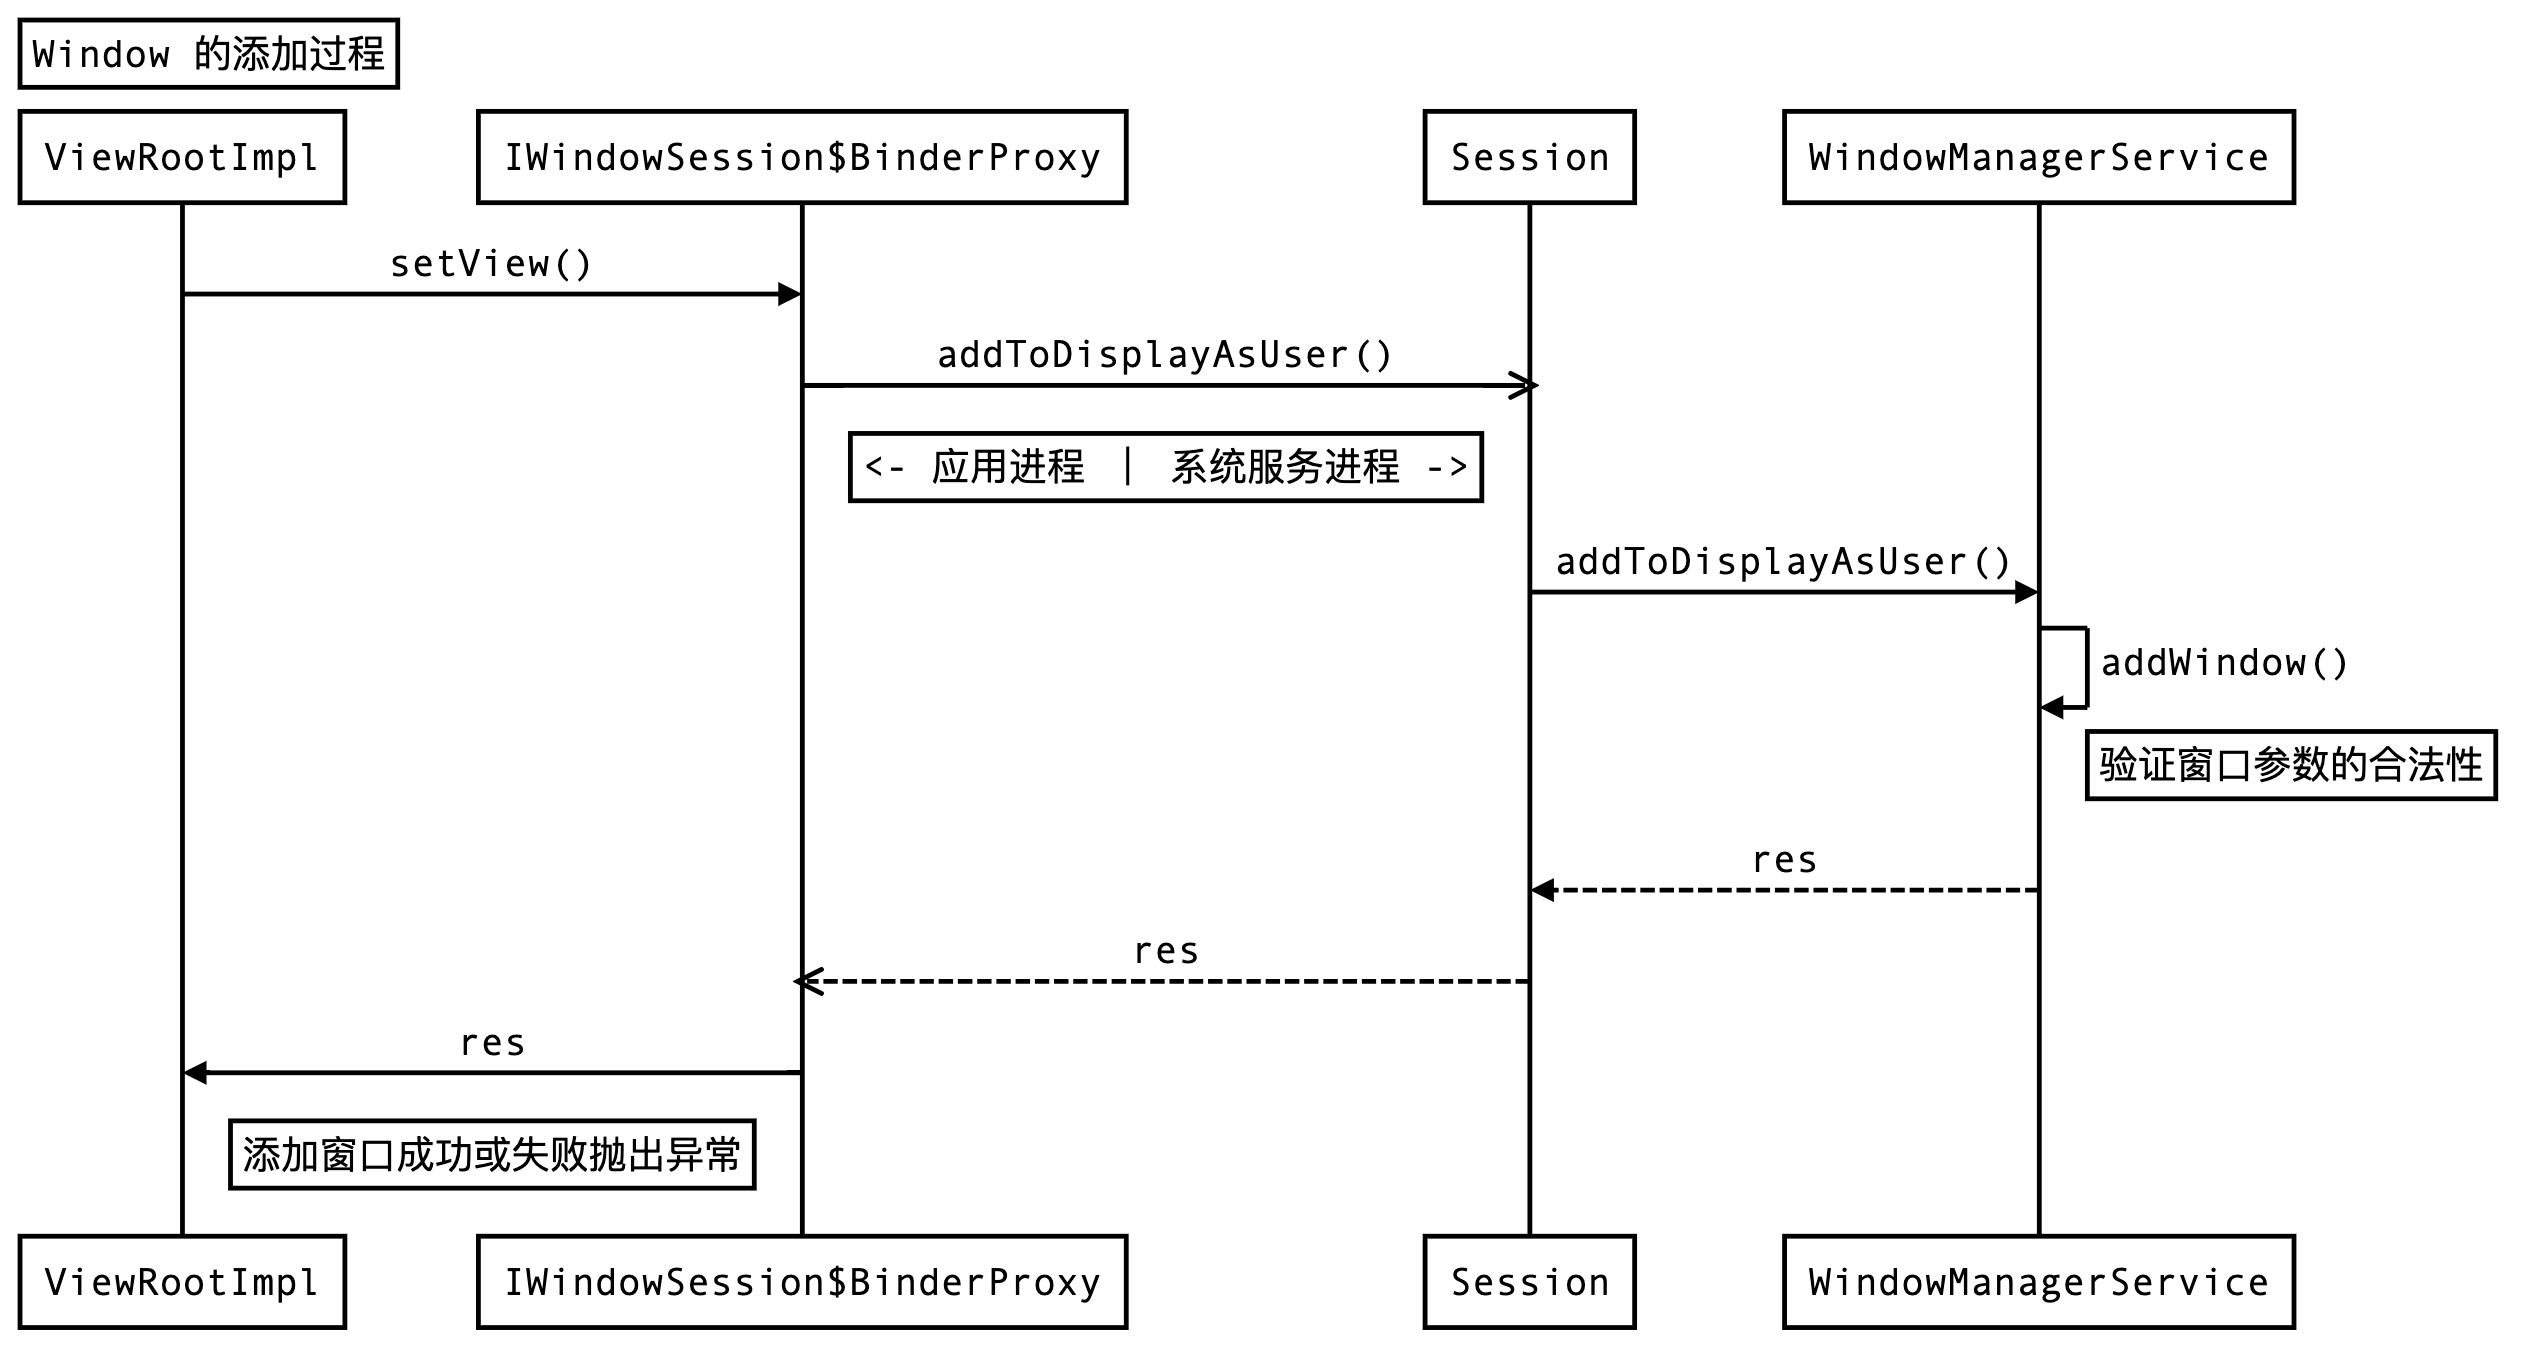 Window 的添加过程
ViewRootImpl
IWindowSession$BinderProxy
Session
WindowManagerService
setView()
addToDisplayAsUser()
<- 应用进程 | 系统服务进程 ->
addToDisplayAsUser()
addWindow()
验证窗口参数的合法性
res
res
res
添加窗口成功或失败抛出异常
ViewRootImpl
IWindowSession$BinderProxy
Session
WindowManagerService